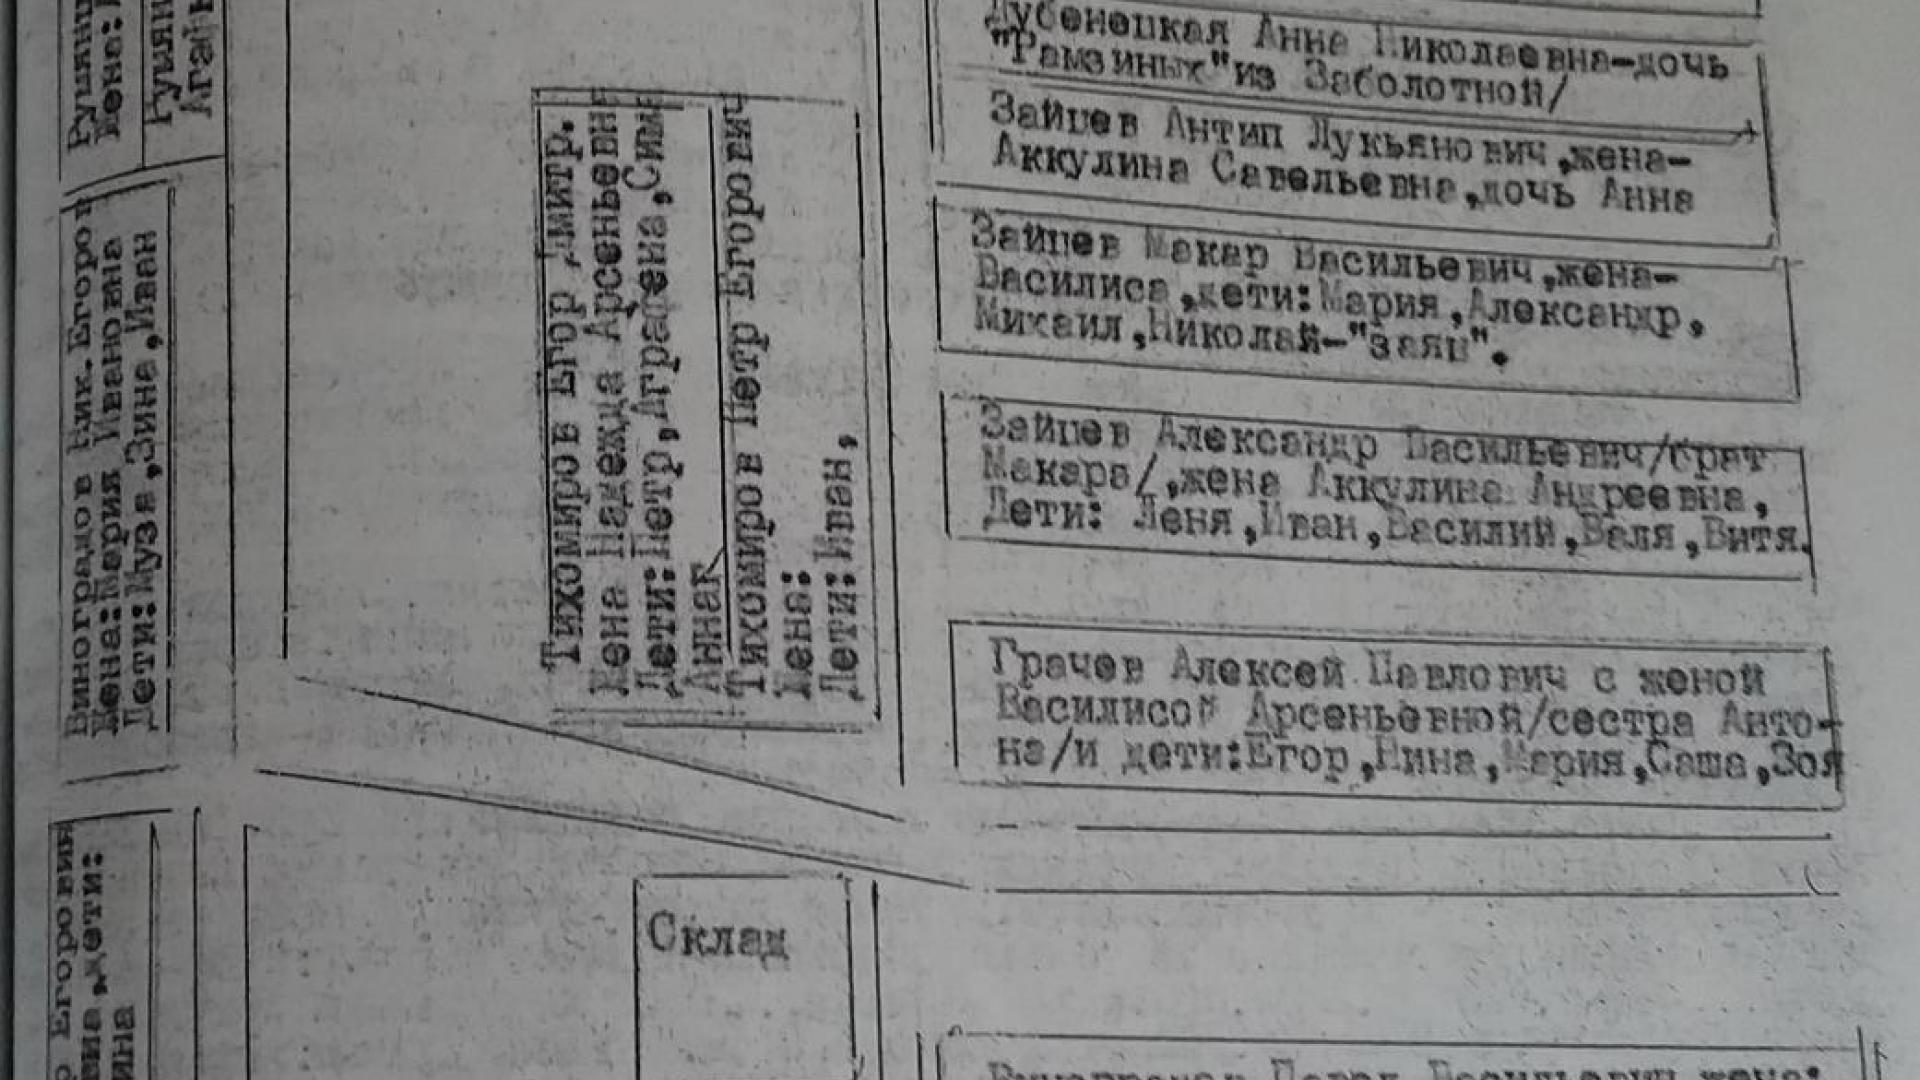 Дубенецкая Анна Николаевна-дочь
"Рамзиных"из Заболотной/
Зайцев Антип Лукьянович,жена-
Аккулина Савельевна,дочь Анна
Зайцев Макар Васильевич,жена-
Василиса,дети:Мария,Александр,
Михаил,Николай-"заяц".
Зайцев Александр Васильевич/брат
Макара/,жена Аккулина Андреевна,
Дети: Леня,Иван,Василий,Валя,Витя.
Грачев Алексей Павлович с женой
Василисой Арсеньевной/сестра Анто-
на/и дети:Егор,Нина,Мария,Саша,Зоя
Склад
Тихомиров Егор Дмитр.
Жена Надежда Арсеньевн
Дети:Петр,Аграфена,Сим
Анна
Тихомиров Петр Егорович
Жена:
Дети:Иван,
Виноградов Ник.Егоров
Жена:Мария Ивановна
Дети:Муза,Зина,Иван
Егорович
дети: